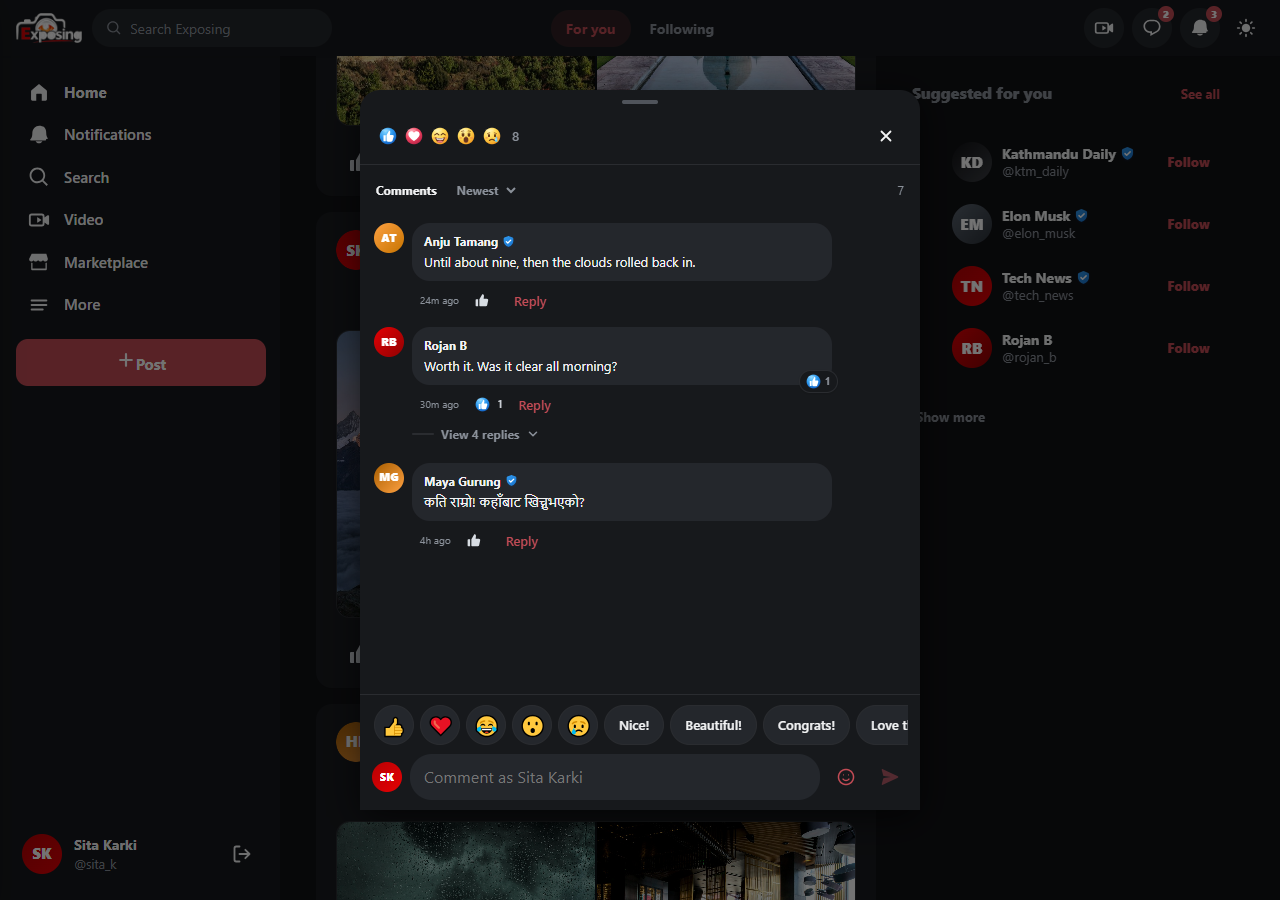 Exposing
Search Exposing
For you
Following
2
3
Home
Notifications
Search
Video
Marketplace
More
Post
Sita Karki
@sita_k
SK
8
Comments
Newest
7
AT
Anju Tamang
Until about nine, then the clouds rolled back in.
24m ago
Reply
RB
Rojan B
Worth it. Was it clear all morning?
1
30m ago
1
Reply
View 4 replies
MG
Maya Gurung
कति राम्रो! कहाँबाट खिच्नुभएको?
4h ago
Reply
Nice!
Beautiful!
Congrats!
Love
SK
Comment as Sita Karki
Suggested for you
See all
KD
Kathmandu Daily
@ktm_daily
Follow
EM
Elon Musk
@elon_musk
Follow
TN
Tech News
@tech_news
Follow
RB
Rojan B
@rojan_b
Follow
Show more